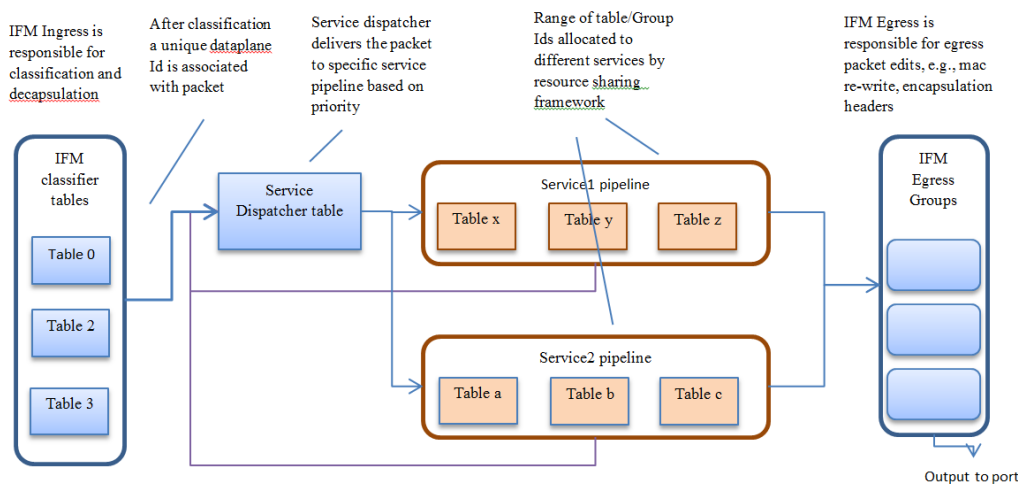 IFM Ingress is
responsible for
classification and
decapsulation
After classification
a unique dataplane
Id is associated
with packet
Service dispatcher
delivers the packet
to specific service
pipeline based on
priority
Range of table/Group
Ids allocated to
different services by
resource sharing
framework
IFM Egress is
responsible for egress
packet edits, e.g., mac
re-write, encapsulation
headers
IFM
classifier
tables
Table 0
Table 2
Table 3
Service
Dispatcher table
Service1 pipeline
Table x
Table y
Table z
Service2 pipeline
Table a
Table b
Table c
IFM
Egress
Groups
Output to port